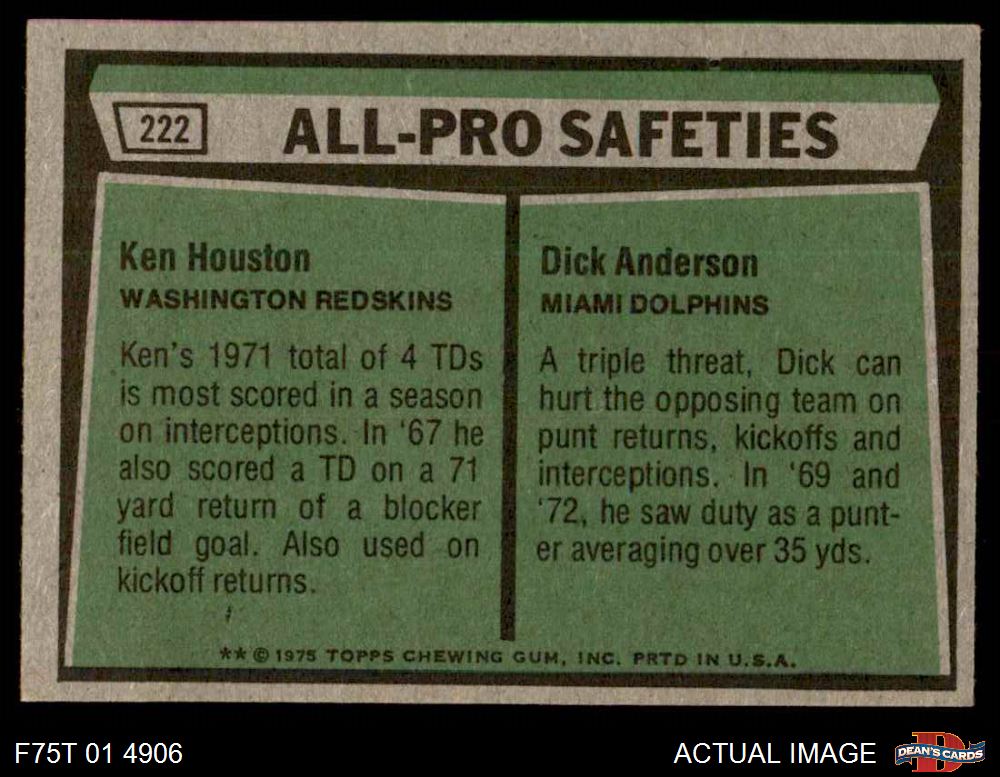 222
ALL-PRO SAFETIES
Ken Houston
WASHINGTON REDSKINS
Ken's 1971 total of 4 TDs
is most scored in a season
on interceptions. In '67 he
also scored a TD on a 71
yard return of a blocker
field goal. Also used on
kickoff returns.
Dick Anderson
MIAMI DOLPHINS
A triple threat, Dick can
hurt the opposing team on
punt returns, kickoffs and
interceptions. In '69 and
'72, he saw duty as a punt-
er averaging over 35 yds.
** © 1975 TOPPS CHEWING GUM, INC. PRTD IN U.S.A.
F75T 01 4906
ACTUAL IMAGE
D
DEAN'S CARDS